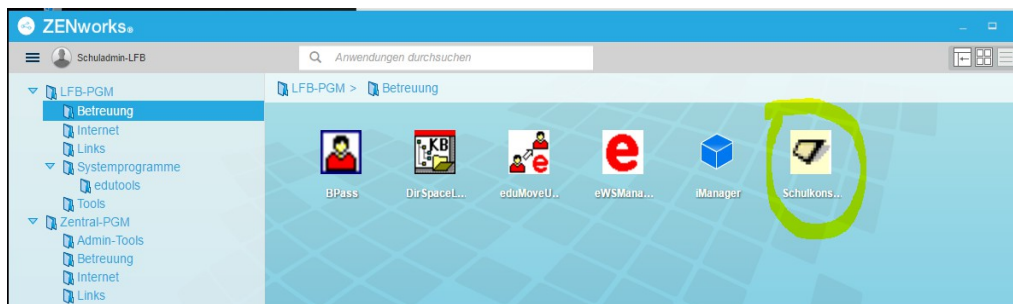 ZENworks®
Schuladmin-LFB
Anwendungen durchsuchen
LFB-PGM > Betreuung
LFB-PGM
Betreuung
Internet
Links
Systemprogramme
edutools
Tools
Zentral-PGM
Admin-Tools
Betreuung
Internet
Links
KB
e
e
BPass
DirSpaceL...
eduMoveU..
eWSMana...
iManager
Schulkons...